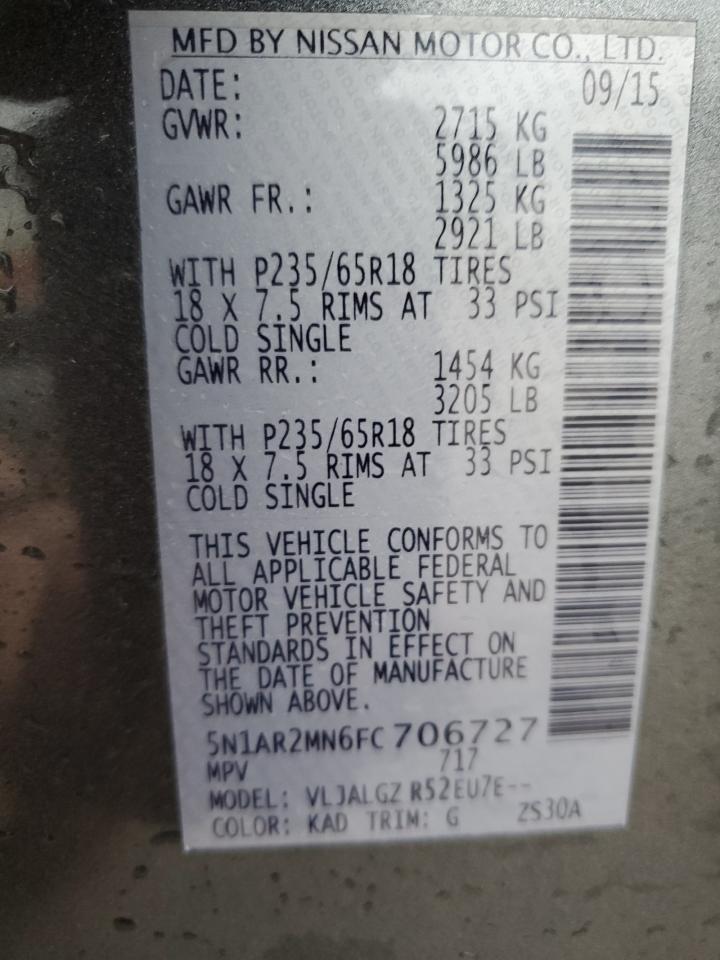 MFD BY NISSAN MOTOR CO., LTD.
DATE: 09/15
GVWR: 2715 KG
5986 LB
GAWR FR.: 1325 KG
2921 LB
WITH P235/65R18 TIRES
18 X 7.5 RIMS AT 33 PSI
COLD SINGLE
GAWR RR.: 1454 KG
3205 LB
WITH P235/65R18 TIRES
18 X 7.5 RIMS AT 33 PSI
COLD SINGLE
THIS VEHICLE CONFORMS TO
ALL APPLICABLE FEDERAL
MOTOR VEHICLE SAFETY AND
THEFT PREVENTION
STANDARDS IN EFFECT ON
THE DATE OF MANUFACTURE
SHOWN ABOVE.
5N1AR2MN6FC706727
MPV 717
MODEL: VLJALGZ R52EU7E--
COLOR: KAD TRIM: G ZS30A